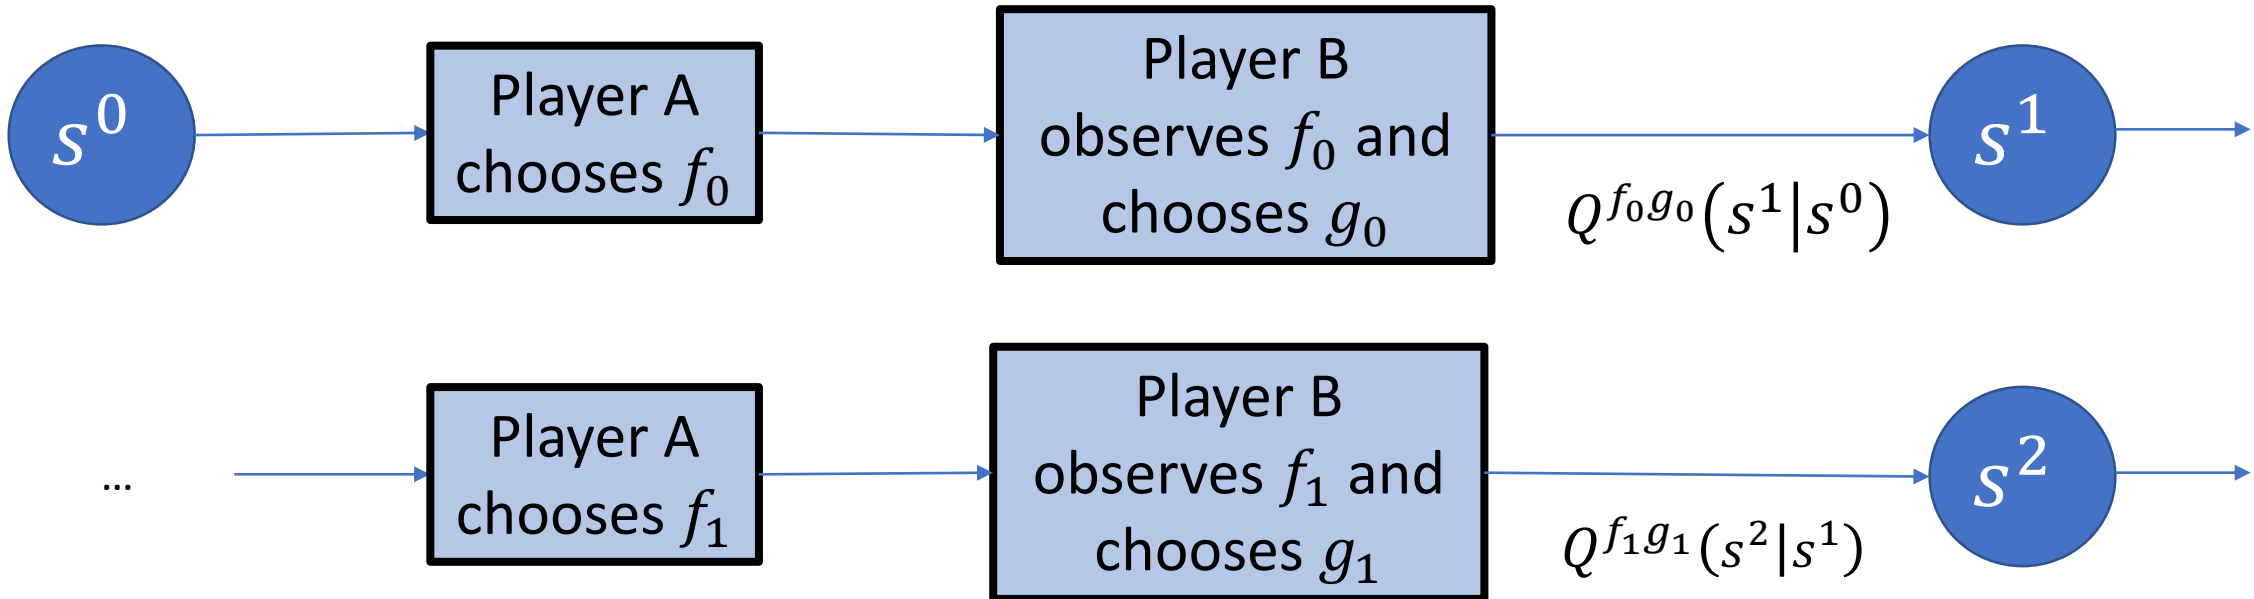 s^0
Player A
chooses f_0
Player B
observes f_0 and
chooses g_0
Q^{f_0 g_0}(s^1|s^0)
s^1
...
Player A
chooses f_1
Player B
observes f_1 and
chooses g_1
Q^{f_1 g_1}(s^2|s^1)
s^2